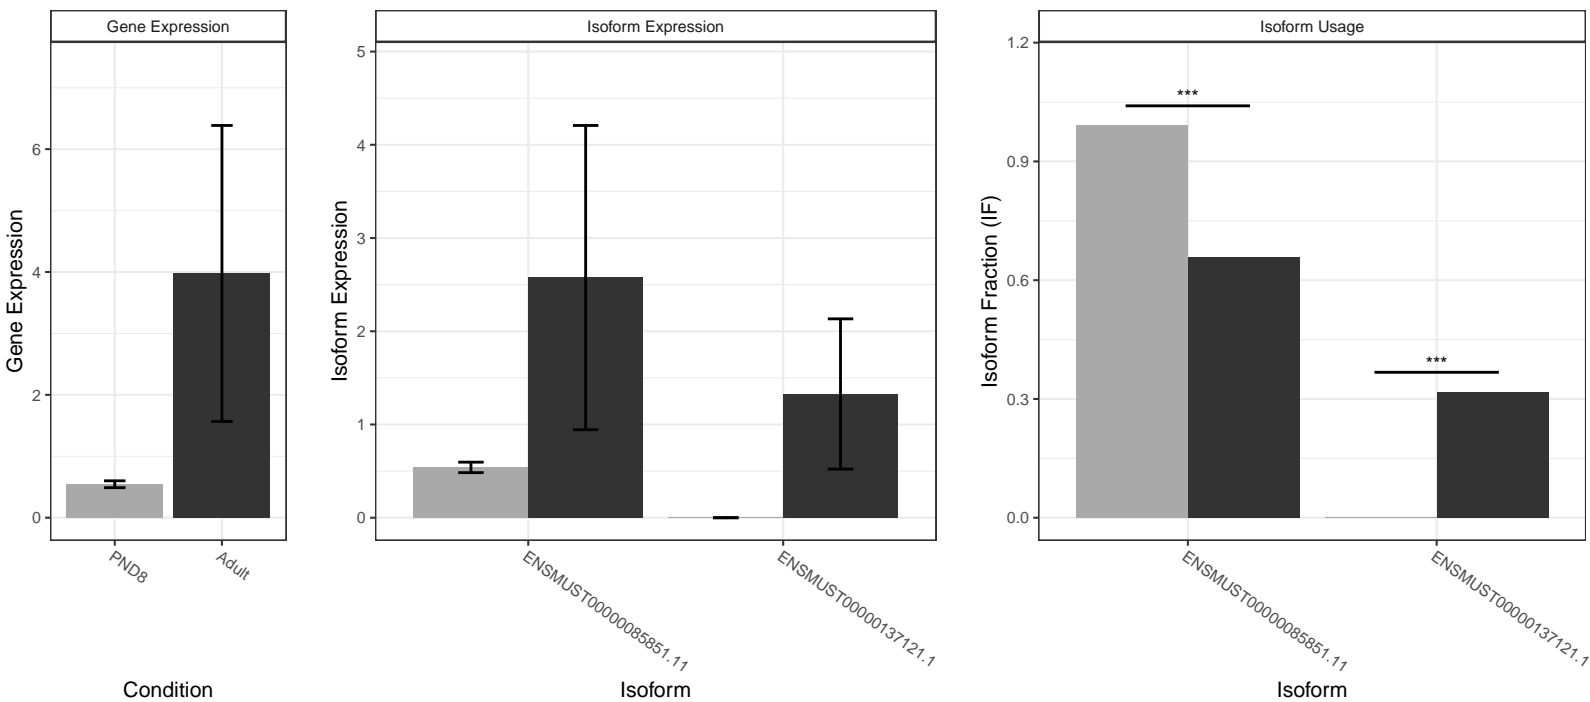 Gene Expression
Gene Expression
6
4
2
0
PND8
Adult
Condition
Isoform Expression
Isoform Expression
5
4
3
2
1
0
ENSMUST00000085851.11
ENSMUST00000137121.1
Isoform
Isoform Usage
Isoform Fraction (IF)
1.2
0.9
0.6
0.3
0.0
***
***
ENSMUST00000085851.11
ENSMUST00000137121.1
Isoform